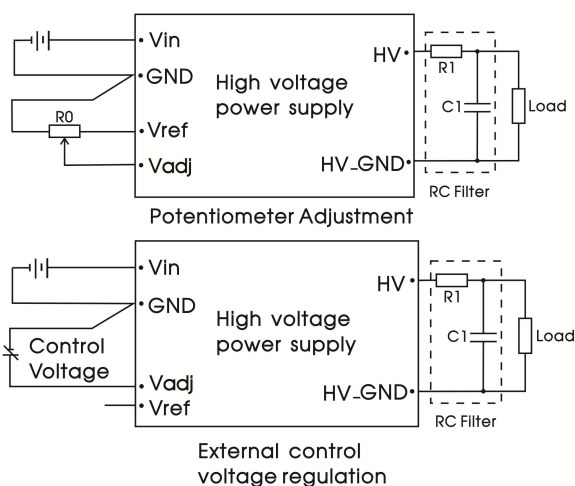 Vin
GND
R0
Vref
Vadj
High voltage
power supply
HV
HV_GND
R1
C1
Load
RC Filter
Potentiometer Adjustment
Vin
GND
Control
Voltage
Vadj
Vref
High voltage
power supply
HV
HV_GND
R1
C1
Load
RC Filter
External control
voltage regulation